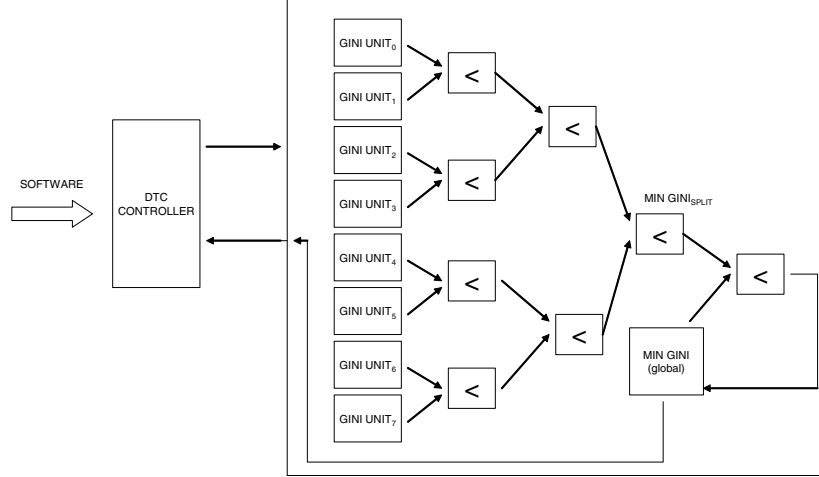 SOFTWARE
DTC
CONTROLLER
GINI UNIT0
GINI UNIT1
GINI UNIT2
GINI UNIT3
GINI UNIT4
GINI UNIT5
GINI UNIT6
GINI UNIT7
<
<
<
<
<
<
MIN GINISPLIT
<
<
MIN GINI
(global)